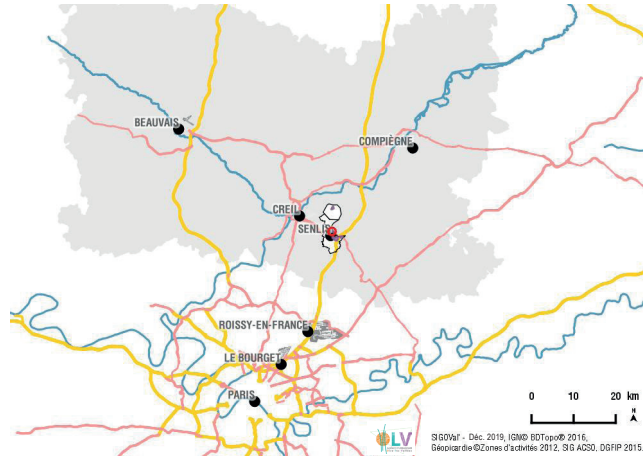 BEAUVAIS
COMPIÈGNE
CREIL
SENLIS
ROISSY-EN-FRANCE
LE BOURGET
PARIS
0 10 20 km
N
LV
SIGOVal' - Déc. 2019, IGN© BDTopo® 2016,
Géopicardie ©Zones d'activités 2012, SIG ACSO, DGFIP 2015